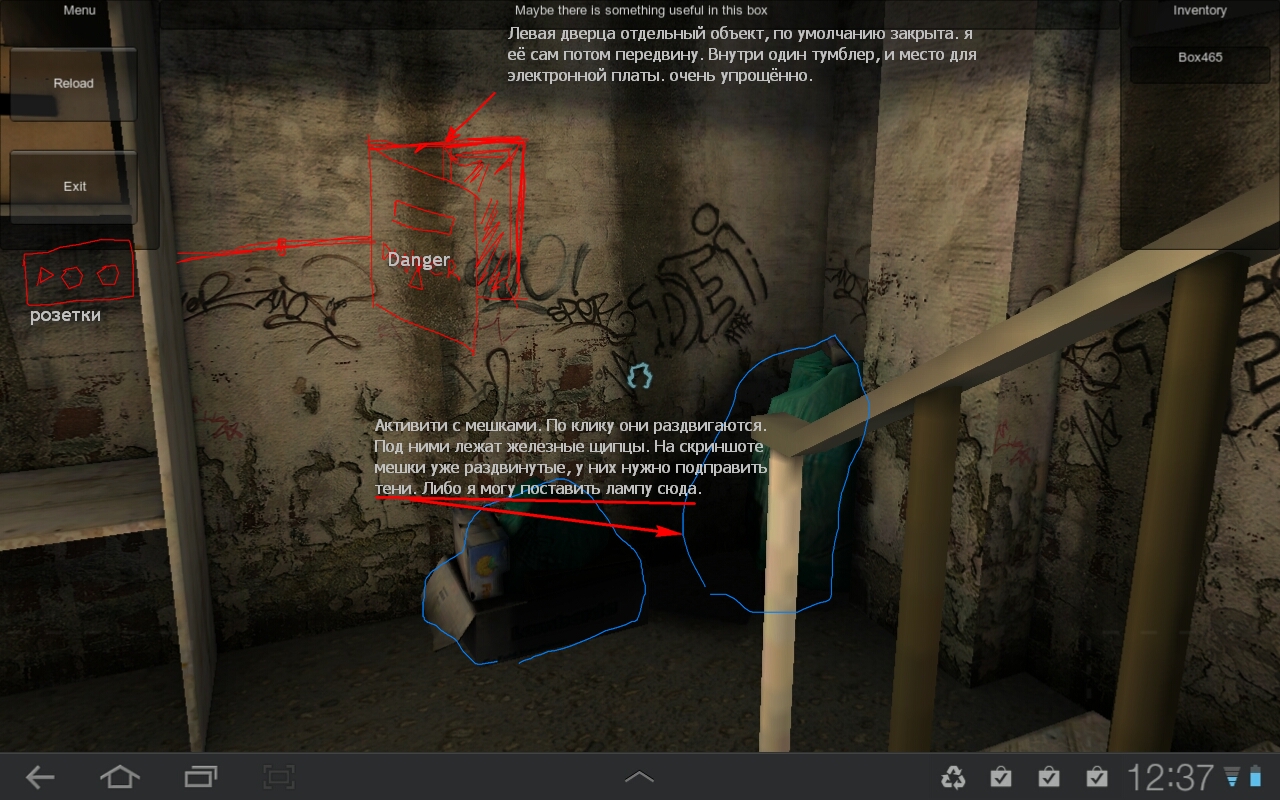 Menu
Maybe there is something useful in this box
Inventory
Левая дверца отдельный объект, по умолчанию закрыта. я
её сам потом передвину. Внутри один тумблер, и место для
электронной платы. очень упрощённо.
Box465
Reload
Exit
Danger
розетки
Активити с мешками. По клику они раздвигаются.
Под ними лежат железные щипцы. На скриншоте
мешки уже раздвинутые, у них нужно подправить
тени. Либо я могу поставить лампу сюда.
12:37